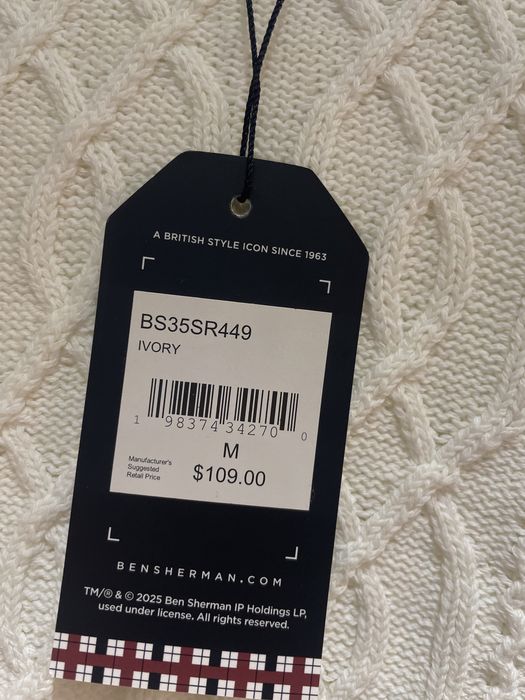 A BRITISH STYLE ICON SINCE 1963
BS35SR449
IVORY
1 98374 34270 0
M
Manufacturer's
Suggested
Retail Price
$109.00
BENSHERMAN.COM
TM/® & © 2025 Ben Sherman IP Holdings LP,
used under license. All rights reserved.